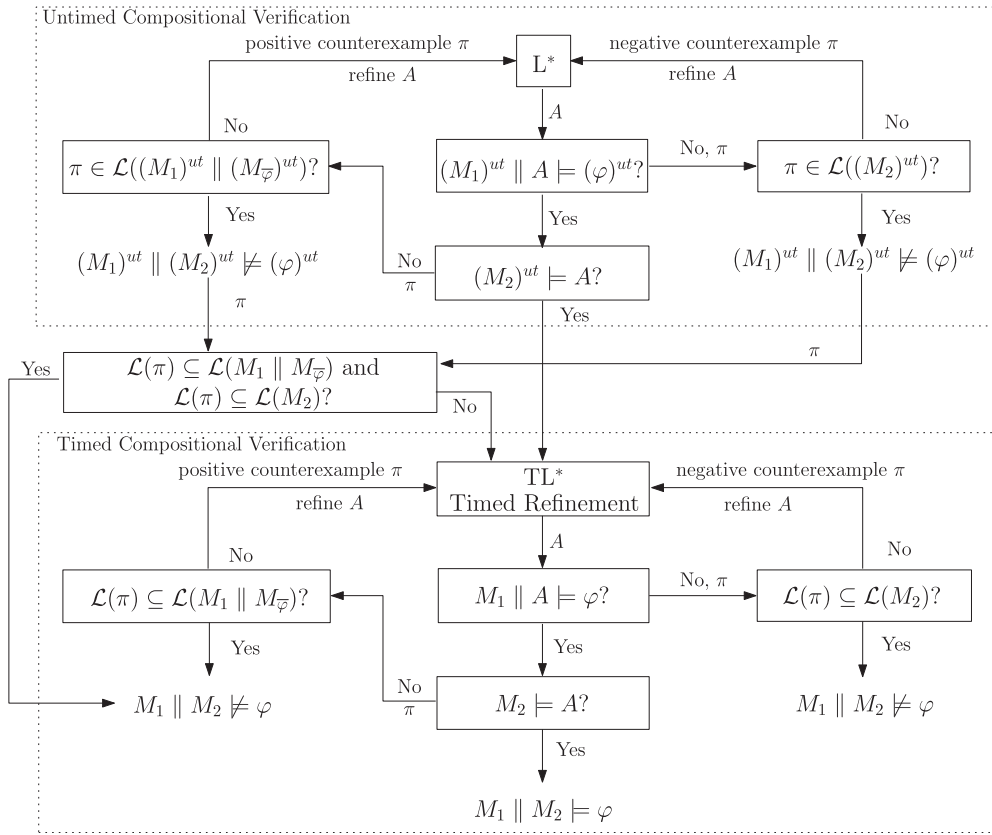 Untimed Compositional Verification
positive counterexample π
negative counterexample π
L*
refine A
refine A
No
A
No
π ∈ 𝓛((M₁)ᵘᵗ ∥ (M_φ̅)ᵘᵗ)?
(M₁)ᵘᵗ ∥ A ⊨ (φ)ᵘᵗ?
No, π
π ∈ 𝓛((M₂)ᵘᵗ)?
Yes
Yes
Yes
(M₁)ᵘᵗ ∥ (M₂)ᵘᵗ ⊭ (φ)ᵘᵗ
No
π
(M₂)ᵘᵗ ⊨ A?
(M₁)ᵘᵗ ∥ (M₂)ᵘᵗ ⊭ (φ)ᵘᵗ
π
Yes
π
Yes
𝓛(π) ⊆ 𝓛(M₁ ∥ M_φ̅) and
𝓛(π) ⊆ 𝓛(M₂)?
No
Timed Compositional Verification
positive counterexample π
negative counterexample π
TL*
Timed Refinement
refine A
refine A
No
A
No
𝓛(π) ⊆ 𝓛(M₁ ∥ M_φ̅)?
M₁ ∥ A ⊨ φ?
No, π
𝓛(π) ⊆ 𝓛(M₂)?
Yes
Yes
Yes
M₁ ∥ M₂ ⊭ φ
No
π
M₂ ⊨ A?
M₁ ∥ M₂ ⊭ φ
Yes
M₁ ∥ M₂ ⊨ φ